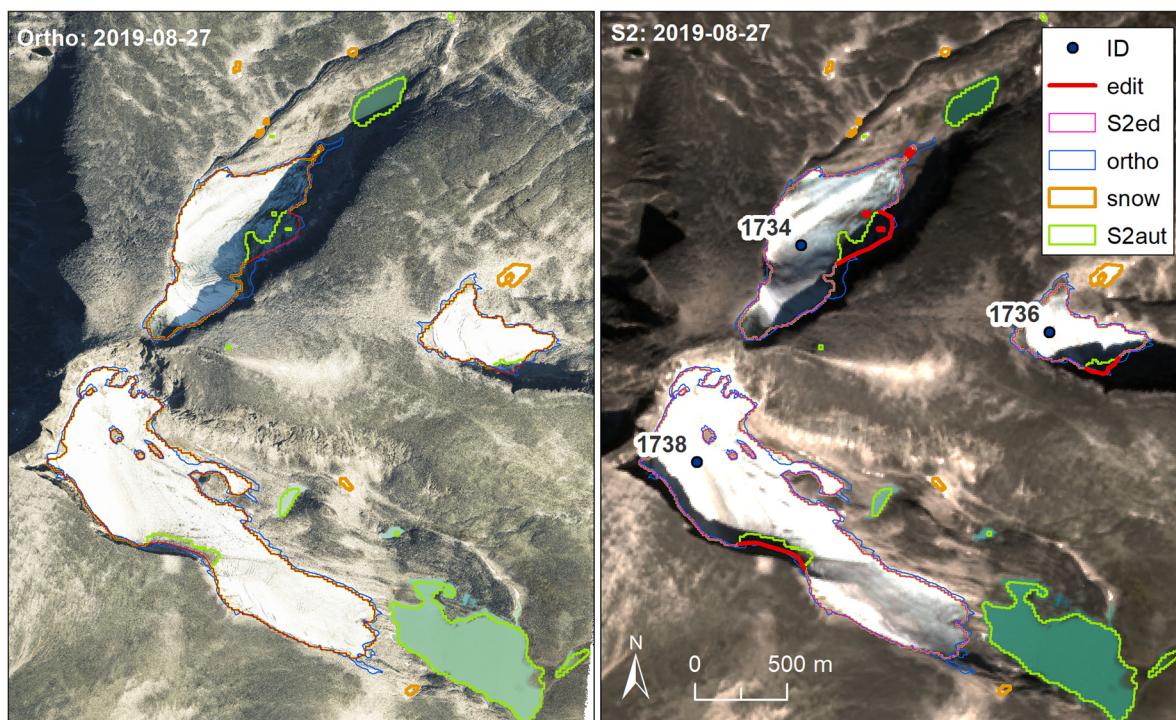 Ortho: 2019-08-27
S2: 2019-08-27
ID
edit
S2ed
ortho
snow
S2aut
1734
1736
1738
N
0 500 m